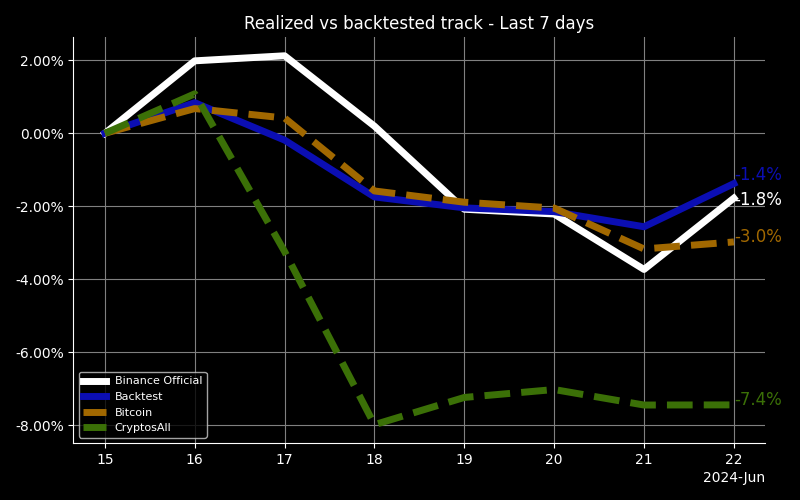 Realized vs backtested track - Last 7 days
2.00%
0.00%
-2.00%
-4.00%
-6.00%
-8.00%
-1.4%
-1.8%
-3.0%
-7.4%
Binance Official
Backtest
Bitcoin
CryptosAll
15 16 17 18 19 20 21 22
2024-Jun